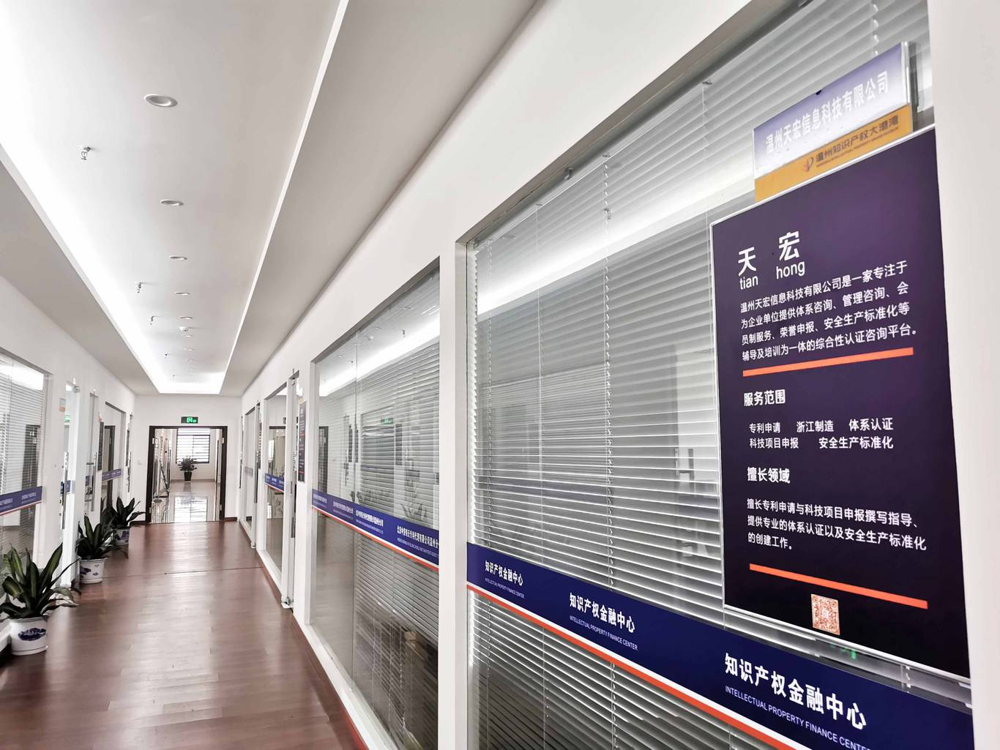 温州天宏信息科技有限公司
温州知识产权大港湾
天 宏
tian hong
温州天宏信息科技有限公司是一家专注于
为企业单位提供体系咨询、管理咨询、会
员制服务、荣誉申报、安全生产标准化等
辅导及培训为一体的综合性认证咨询平台。
服务范围
专利申请 浙江制造 体系认证
科技项目申报 安全生产标准化
擅长领域
擅长专利申请与科技项目申报撰写指导、
提供专业的体系认证以及安全生产标准化
的创建工作。
知识产权金融中心
INTELLECTUAL PROPERTY FINANCE CENTER
知识产权金融中心
INTELLECTUAL PROPERTY FINANCE CENTER
知识产权金融中心
INTELLECTUAL PROPERTY FINANCE CENTE